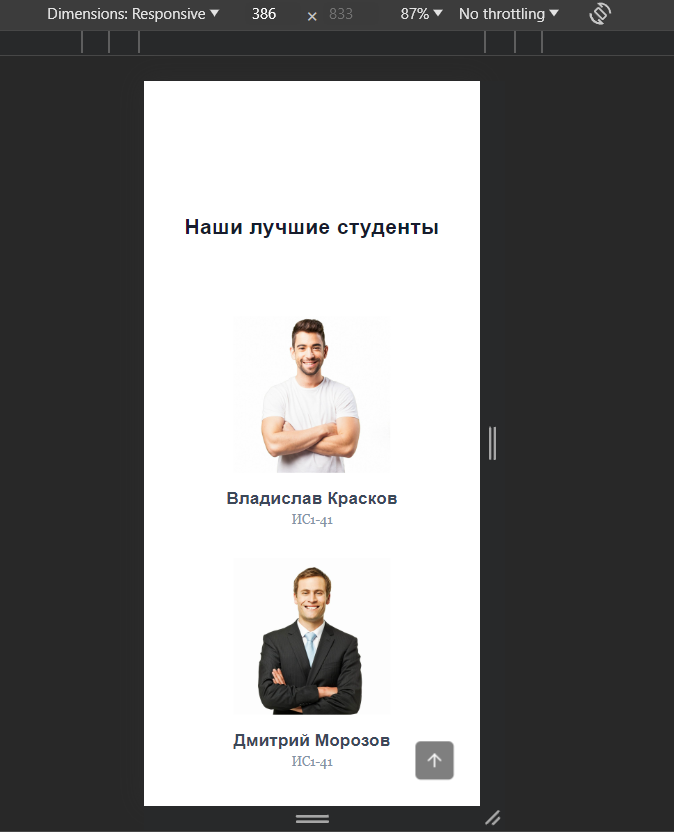 Dimensions: Responsive 386 × 833 87% No throttling
Наши лучшие студенты
Владислав Красков
ИС1-41
Дмитрий Морозов
ИС1-41